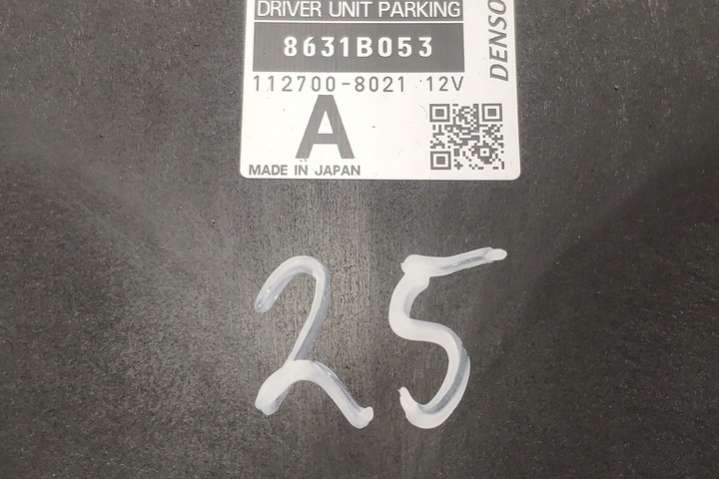 DRIVER UNIT PARKING
8631B053
112700-8021 12V
A
MADE IN JAPAN
DENSO
25